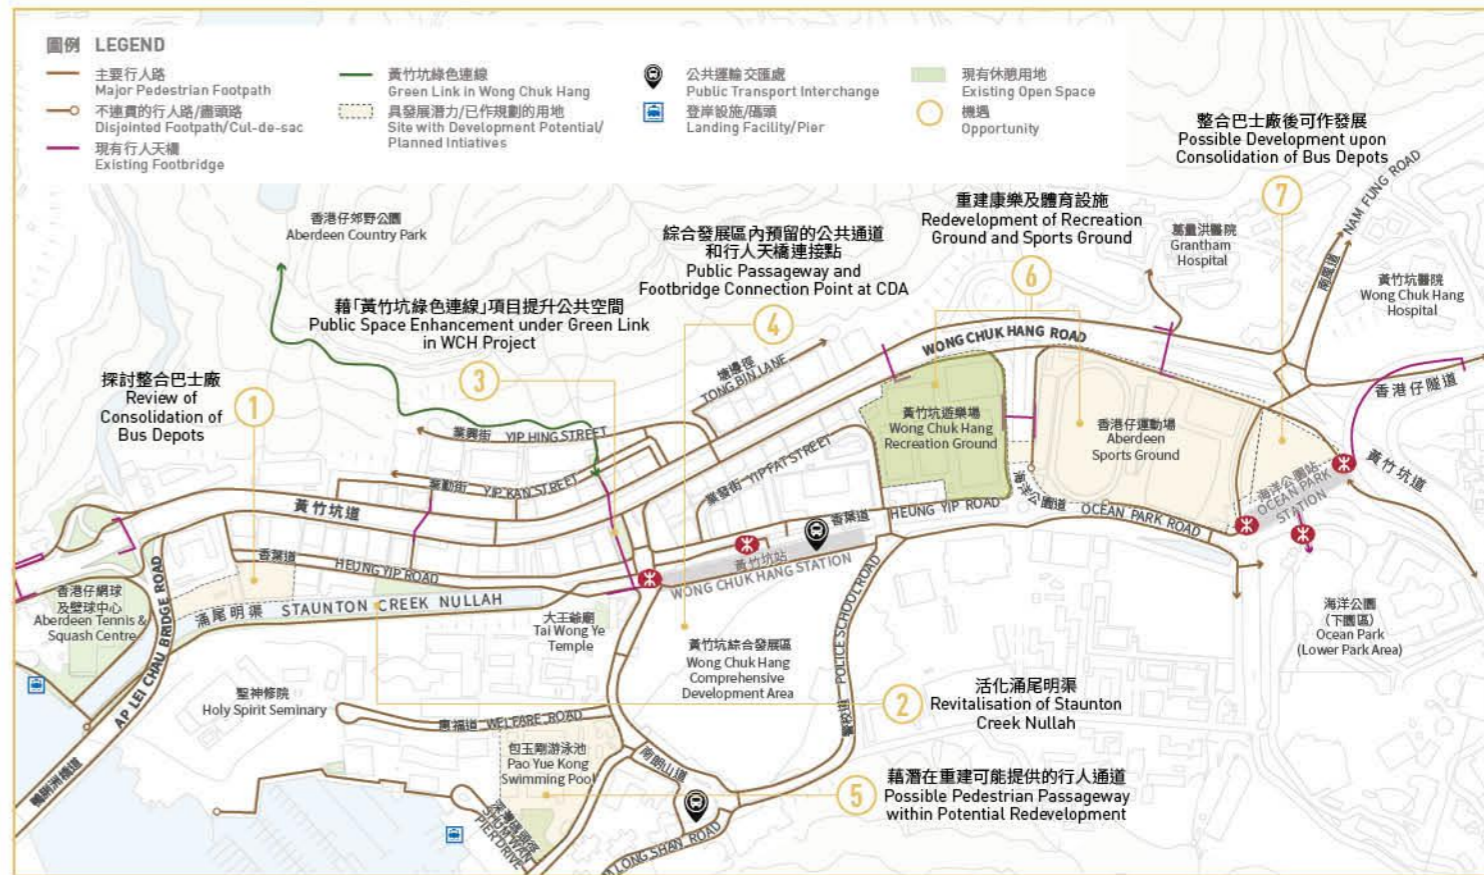 圖例 LEGEND
主要行人路
Major Pedestrian Footpath
不連貫的行人路/盡頭路
Disjointed Footpath/Cul-de-sac
現有行人天橋
Existing Footbridge
黃竹坑綠色連線
Green Link in Wong Chuk Hang
具發展潛力/已作規劃的用地
Site with Development Potential/
Planned Intiatives
公共運輸交匯處
Public Transport Interchange
登岸設施/碼頭
Landing Facility/Pier
現有休憩用地
Existing Open Space
機遇
Opportunity
整合巴士廠後可作發展
Possible Development upon
Consolidation of Bus Depots
7
南風道 NAM FUNG ROAD
香港仔郊野公園
Aberdeen Country Park
重建康樂及體育設施
Redevelopment of Recreation
Ground and Sports Ground
6
葛量洪醫院
Grantham
Hospital
黃竹坑醫院
Wong Chuk Hang
Hospital
綜合發展區內預留的公共通道
和行人天橋連接點
Public Passageway and
Footbridge Connection Point at CDA
4
藉「黃竹坑綠色連線」項目提升公共空間
Public Space Enhancement under Green Link
in WCH Project
3
探討整合巴士廠
Review of
Consolidation of
Bus Depots
1
塘邊徑
TONG BIN LANE
WONG CHUK HANG ROAD
香港仔隧道
黃竹坑遊樂場
Wong Chuk Hang
Recreation Ground
香港仔運動場
Aberdeen
Sports Ground
業興街 YIP HING STREET
業勤街 YIP KAN STREET
業發街 YIP FAT STREET
黃竹坑道
黃竹坑道
海洋公園站
OCEAN PARK
STATION
海洋公園道 OCEAN PARK ROAD
香葉道 HEUNG YIP ROAD
香葉道 HEUNG YIP ROAD
黃竹坑站
WONG CHUK HANG STATION
香港仔網球
及壁球中心
Aberdeen Tennis &
Squash Centre
涌尾明渠 STAUNTON CREEK NULLAH
大王爺廟
Tai Wong Ye
Temple
黃竹坑綜合發展區
Wong Chuk Hang
Comprehensive
Development Area
警校道 POLICE SCHOOL ROAD
海洋公園
(下園區)
Ocean Park
(Lower Park Area)
鴨脷洲橋道 AP LEI CHAU BRIDGE ROAD
聖神修院
Holy Spirit Seminary
惠福道 WELFARE ROAD
2
活化涌尾明渠
Revitalisation of Staunton
Creek Nullah
包玉剛游泳池
Pao Yue Kong
Swimming Pool
南朗山道
5
藉潛在重建可能提供的行人通道
Possible Pedestrian Passageway
within Potential Redevelopment
深灣碼頭徑
SHUM WAN
PIER DRIVE
LONG SHAN ROAD